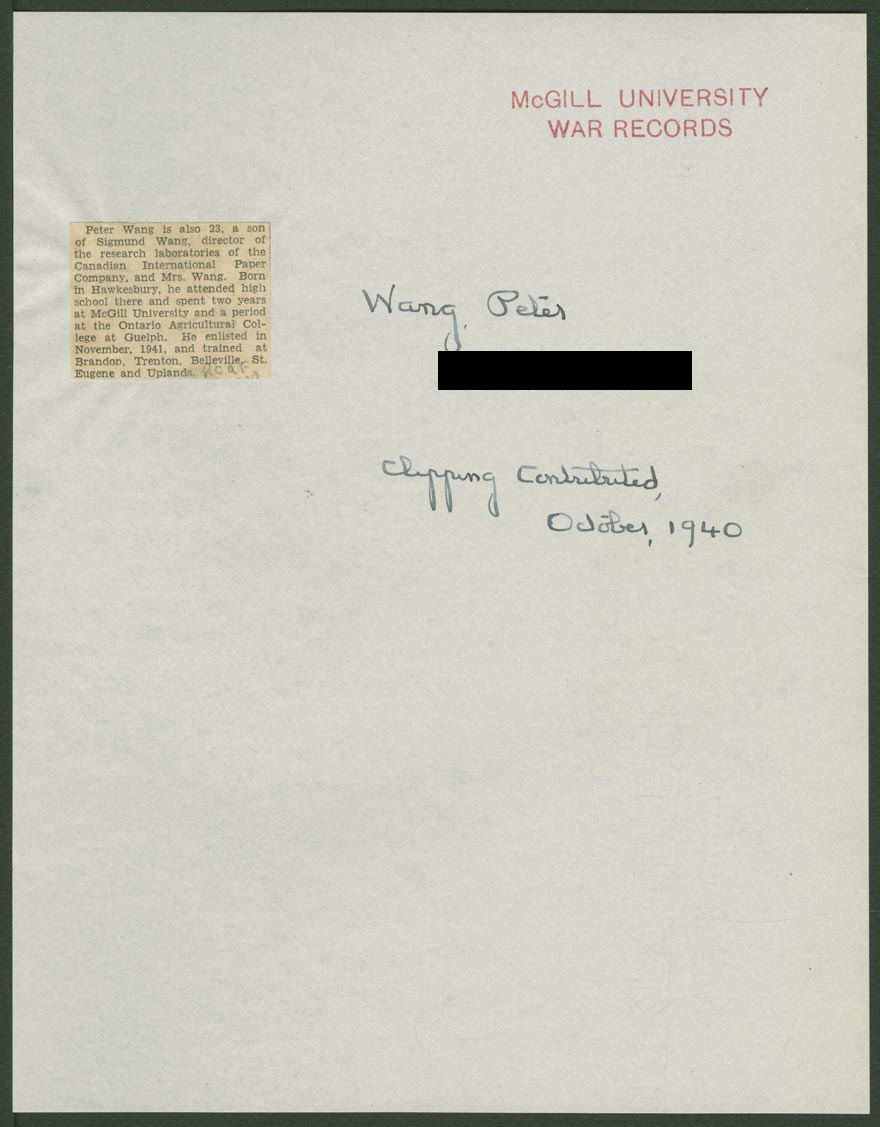 McGILL UNIVERSITY
WAR RECORDS
Peter Wang is also 23, a son
of Sigmund Wang, director of
the research laboratories of the
Canadian International Paper
Company, and Mrs. Wang. Born
in Hawkesbury, he attended high
school there and spent two years
at McGill University and a period
at the Ontario Agricultural Col-
lege at Guelph. He enlisted in
November, 1941, and trained at
Brandon, Trenton, Belleville, St.
Eugene and Uplands. RCAF
Wang, Peter
Clipping Contributed,
October, 1940